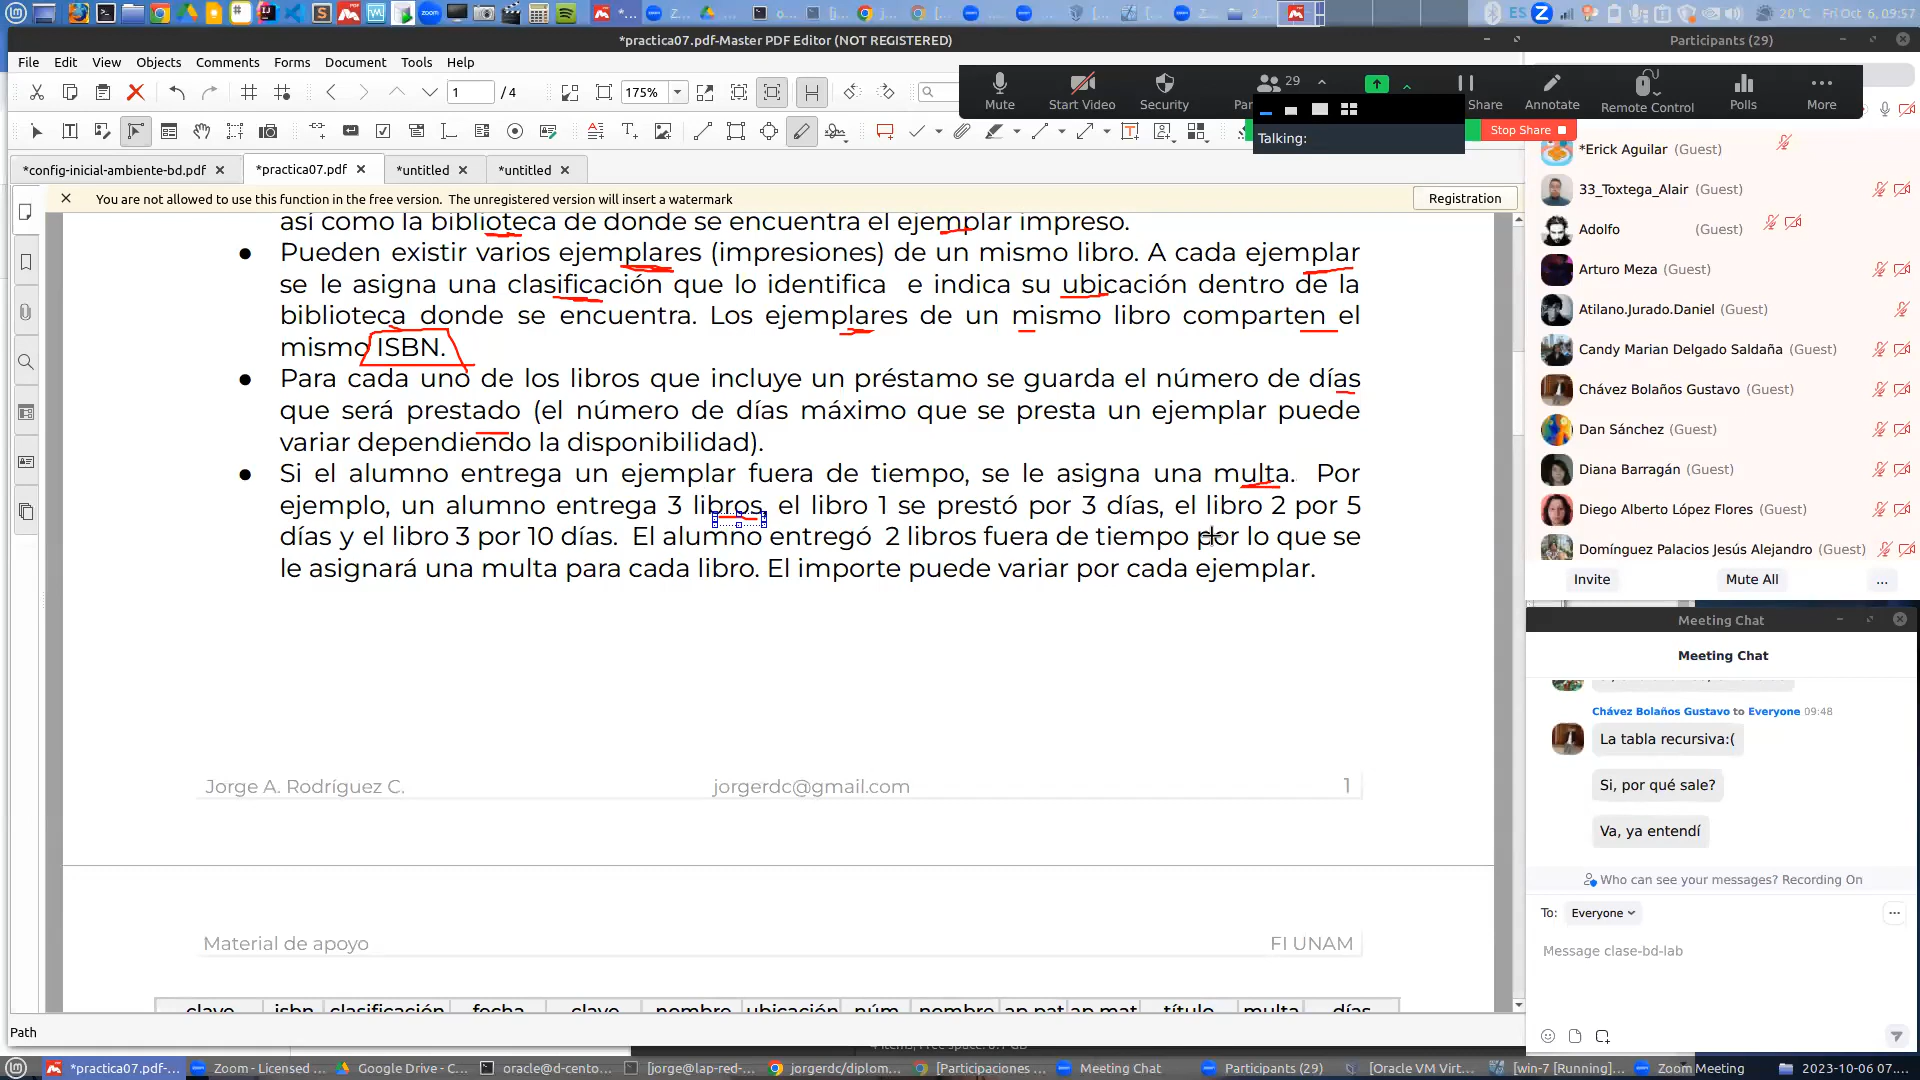 ES
20 °C
Fri Oct 6, 09:57
*practica07.pdf-Master PDF Editor (NOT REGISTERED)
Participants (29)
File Edit View Objects Comments Forms Document Tools Help
1 / 4
175%
Mute
Start Video
Security
29
Share
Annotate
Remote Control
Polls
More
Talking:
Stop Share
*config-inicial-ambiente-bd.pdf
*practica07.pdf
*untitled
*untitled
You are not allowed to use this function in the free version. The unregistered version will insert a watermark
Registration
así como la biblioteca de donde se encuentra el ejemplar impreso.
● Pueden existir varios ejemplares (impresiones) de un mismo libro. A cada ejemplar
se le asigna una clasificación que lo identifica e indica su ubicación dentro de la
biblioteca donde se encuentra. Los ejemplares de un mismo libro comparten el
mismo ISBN.
● Para cada uno de los libros que incluye un préstamo se guarda el número de días
que será prestado (el número de días máximo que se presta un ejemplar puede
variar dependiendo la disponibilidad).
● Si el alumno entrega un ejemplar fuera de tiempo, se le asigna una multa. Por
ejemplo, un alumno entrega 3 libros, el libro 1 se prestó por 3 días, el libro 2 por 5
días y el libro 3 por 10 días. El alumno entregó 2 libros fuera de tiempo por lo que se
le asignará una multa para cada libro. El importe puede variar por cada ejemplar.
Jorge A. Rodríguez C.
jorgerdc@gmail.com
1
Material de apoyo
FI UNAM
clave isbn clasificación fecha clave nombre ubicación núm nombre ap pat ap mat título multa días
Path
*Erick Aguilar (Guest)
33_Toxtega_Alair (Guest)
Adolfo (Guest)
Arturo Meza (Guest)
Atilano.Jurado.Daniel (Guest)
Candy Marian Delgado Saldaña (Guest)
Chávez Bolaños Gustavo (Guest)
Dan Sánchez (Guest)
Diana Barragán (Guest)
Diego Alberto López Flores (Guest)
Domínguez Palacios Jesús Alejandro (Guest)
Invite
Mute All
...
Meeting Chat
Meeting Chat
Chávez Bolaños Gustavo to Everyone 09:48
La tabla recursiva:(
Si, por qué sale?
Va, ya entendí
Who can see your messages? Recording On
To: Everyone
Message clase-bd-lab
*practica07.pdf-...
Zoom - Licensed ...
Google Drive - C...
oracle@d-cento...
[jorge@lap-red-...
jorgerdc/diplom...
[Participaciones ...
Meeting Chat
Participants (29)
[Oracle VM Virt...
[win-7 [Running]...
Zoom Meeting
2023-10-06 07....